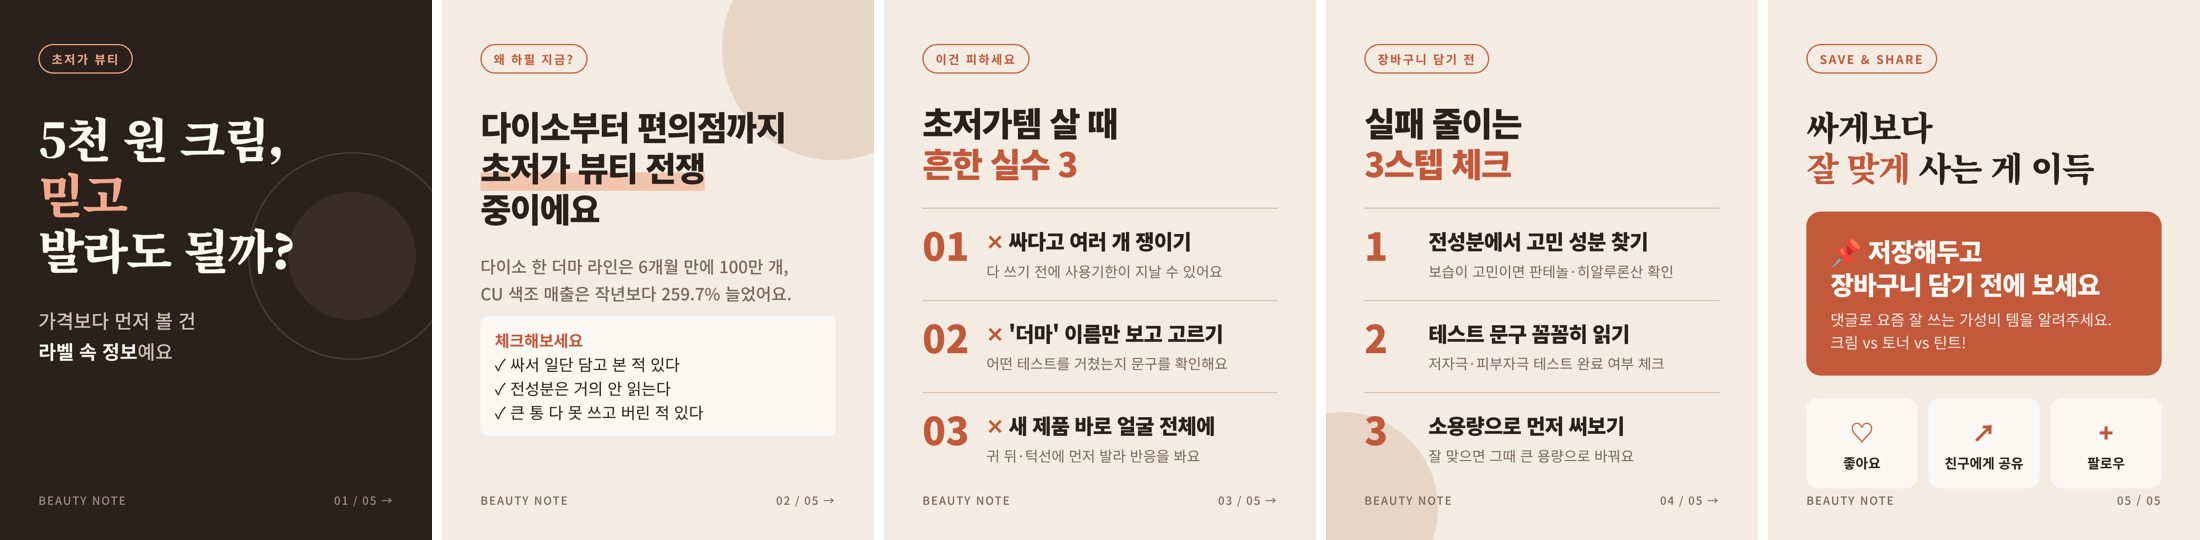 초저가 뷰티
5천 원 크림,
믿고
발라도 될까?
가격보다 먼저 볼 건
라벨 속 정보예요
BEAUTY NOTE
01 / 05 →
왜 하필 지금?
다이소부터 편의점까지
초저가 뷰티 전쟁
중이에요
다이소 한 더마 라인은 6개월 만에 100만 개,
CU 색조 매출은 작년보다 259.7% 늘었어요.
체크해보세요
✓ 싸서 일단 담고 본 적 있다
✓ 전성분은 거의 안 읽는다
✓ 큰 통 다 못 쓰고 버린 적 있다
BEAUTY NOTE
02 / 05 →
이건 피하세요
초저가템 살 때
흔한 실수 3
01 × 싸다고 여러 개 쟁이기
다 쓰기 전에 사용기한이 지날 수 있어요
02 × '더마' 이름만 보고 고르기
어떤 테스트를 거쳤는지 문구를 확인해요
03 × 새 제품 바로 얼굴 전체에
귀 뒤·턱선에 먼저 발라 반응을 봐요
BEAUTY NOTE
03 / 05 →
장바구니 담기 전
실패 줄이는
3스텝 체크
1 전성분에서 고민 성분 찾기
보습이 고민이면 판테놀·히알루론산 확인
2 테스트 문구 꼼꼼히 읽기
저자극·피부자극 테스트 완료 여부 체크
3 소용량으로 먼저 써보기
잘 맞으면 그때 큰 용량으로 바꿔요
BEAUTY NOTE
04 / 05 →
SAVE & SHARE
싸게보다
잘 맞게 사는 게 이득
📌 저장해두고
장바구니 담기 전에 보세요
댓글로 요즘 잘 쓰는 가성비 템을 알려주세요.
크림 vs 토너 vs 틴트!
♡
좋아요
↗
친구에게 공유
+
팔로우
BEAUTY NOTE
05 / 05